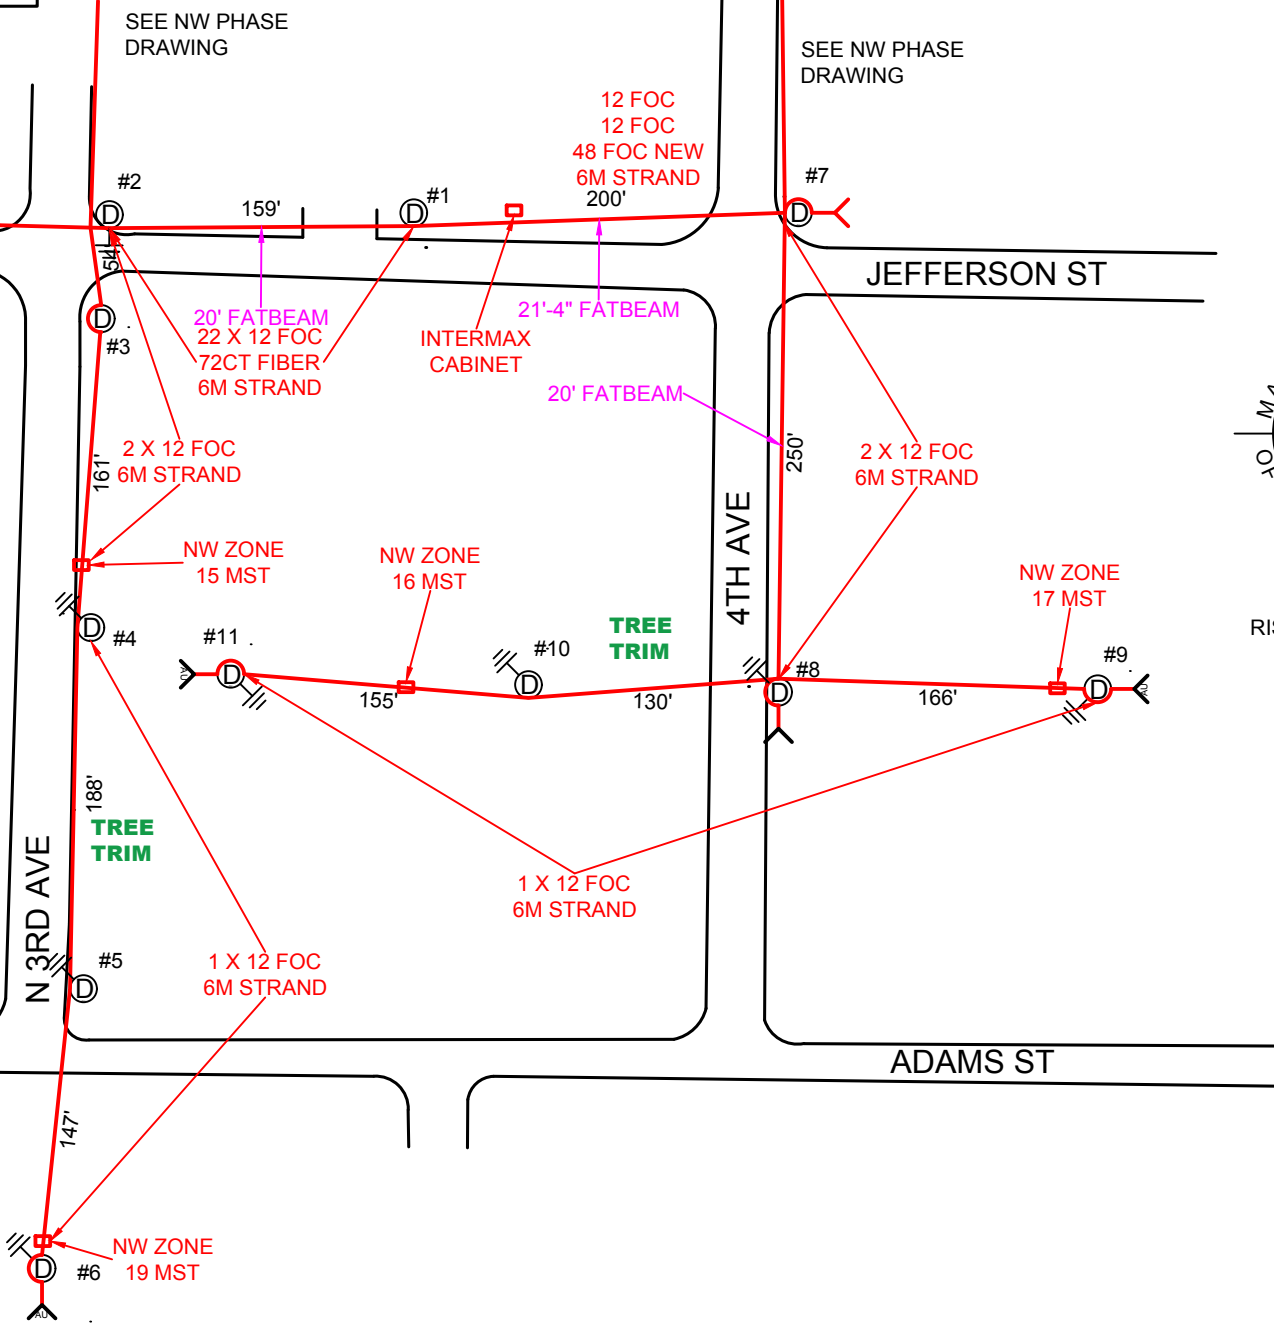 SEE NW PHASE
DRAWING
SEE NW PHASE
DRAWING
12 FOC
12 FOC
48 FOC NEW
6M STRAND
200'
#7
D
#2
D
159'
#1
D
54'
JEFFERSON ST
D
#3
20' FATBEAM
22 X 12 FOC
72CT FIBER
6M STRAND
21'-4" FATBEAM
INTERMAX
CABINET
20' FATBEAM
161'
2 X 12 FOC
6M STRAND
250'
2 X 12 FOC
6M STRAND
4TH AVE
NW ZONE
15 MST
NW ZONE
16 MST
NW ZONE
17 MST
D
#4
#11
D
AU
TREE
TRIM
RIS
#10
D
#8
D
#9
D
AU
155'
130'
166'
188'
TREE
TRIM
N 3RD AVE
1 X 12 FOC
6M STRAND
#5
D
1 X 12 FOC
6M STRAND
ADAMS ST
147'
NW ZONE
19 MST
D
#6
AU